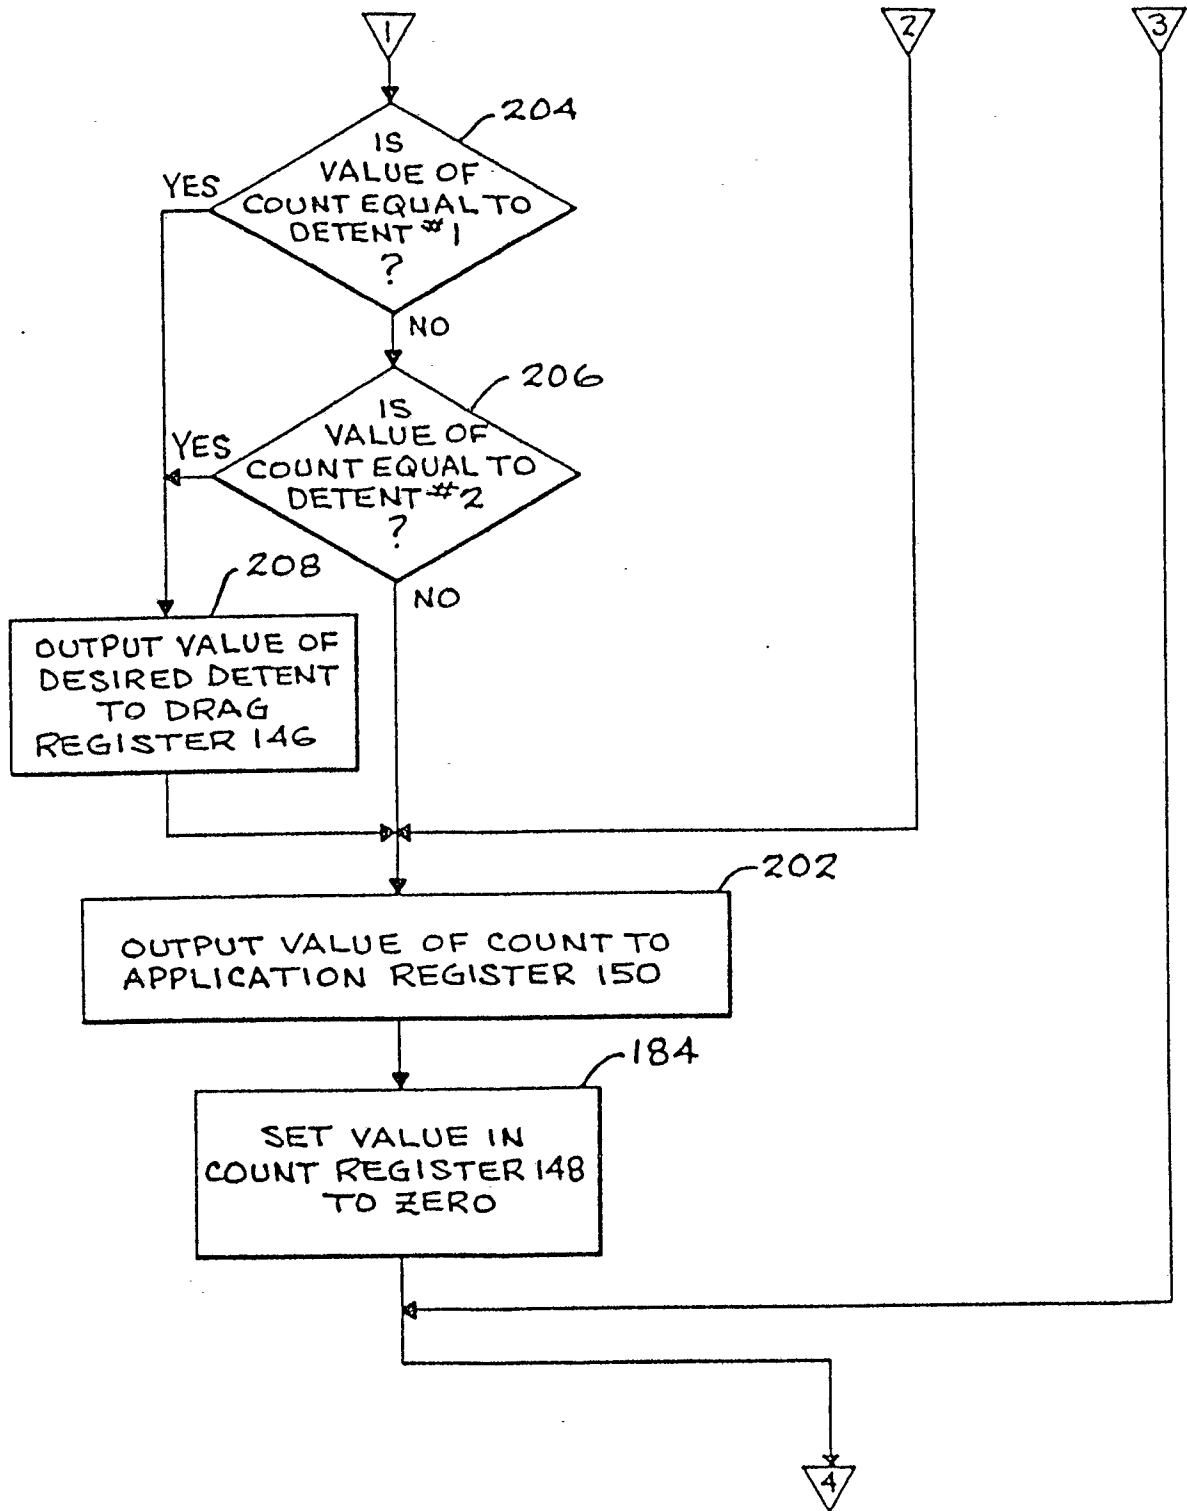 1
2
3
204
IS
VALUE OF
COUNT EQUAL TO
DETENT #1
?
YES
NO
206
IS
VALUE OF
COUNT EQUAL TO
DETENT #2
?
YES
NO
208
OUTPUT VALUE OF
DESIRED DETENT
TO DRAG
REGISTER 146
202
OUTPUT VALUE OF COUNT TO
APPLICATION REGISTER 150
184
SET VALUE IN
COUNT REGISTER 148
TO ZERO
4